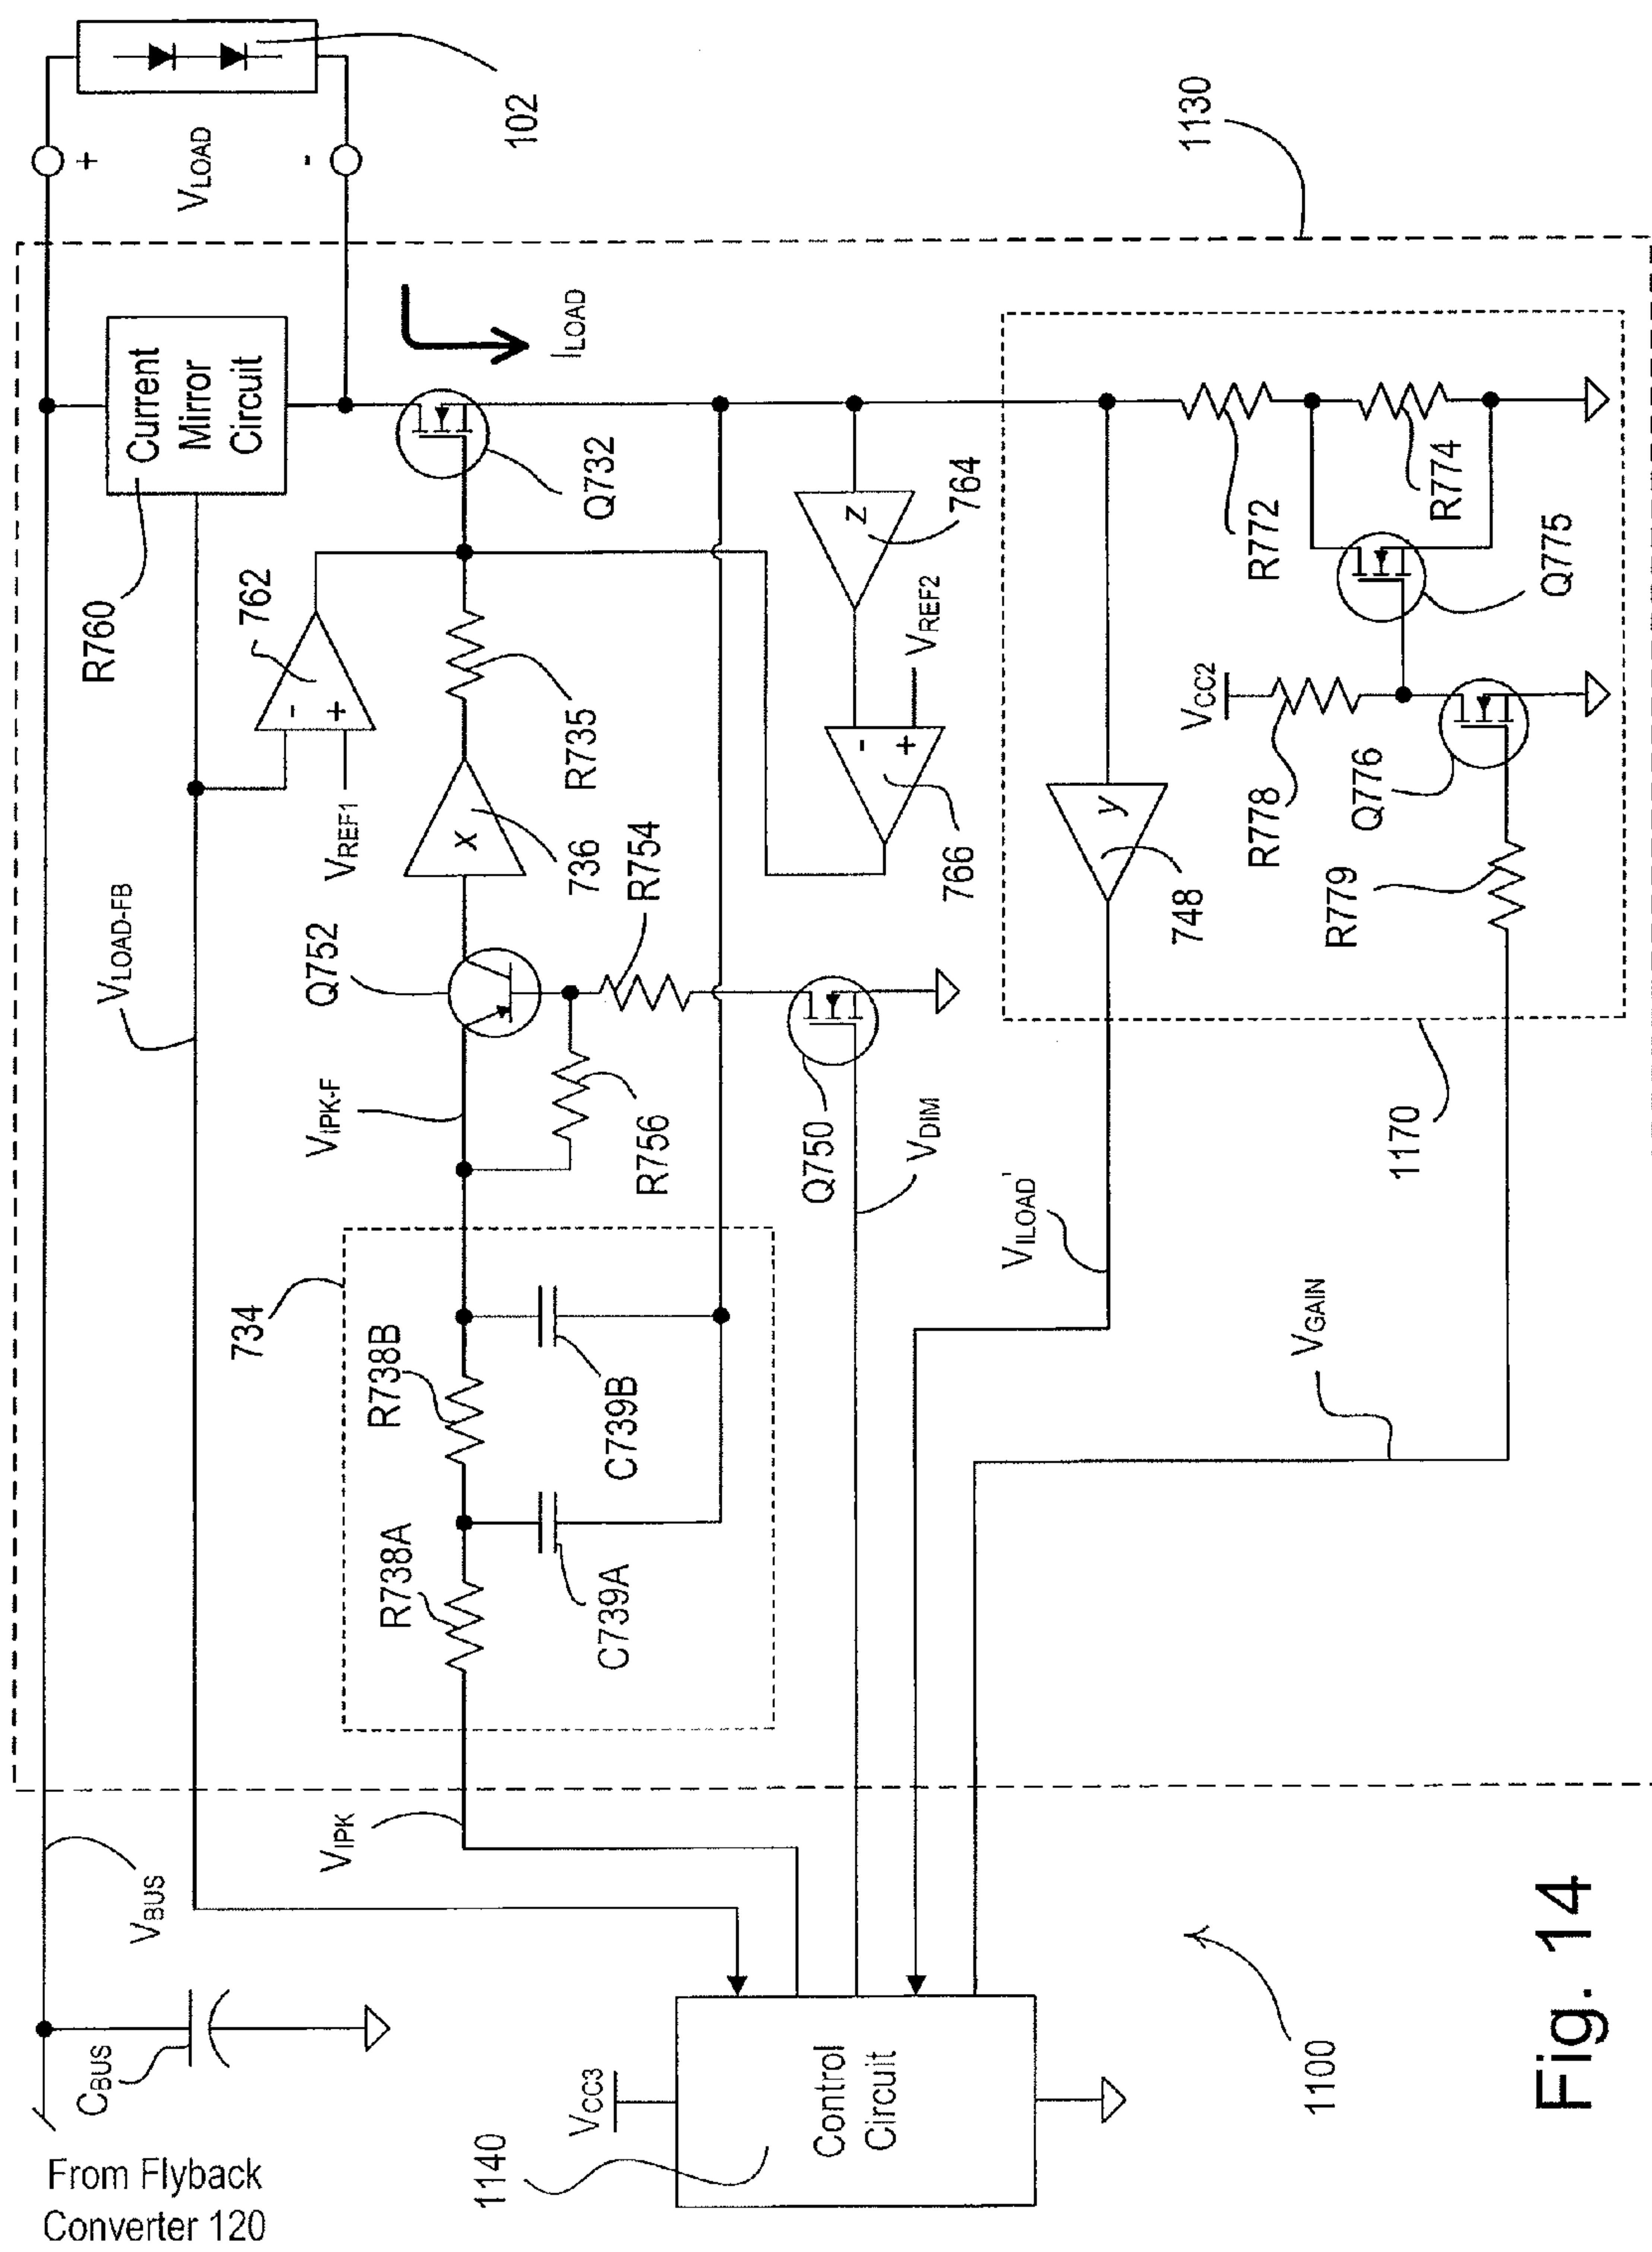 From Flyback
Converter 120
CBUS
VBUS
VLOAD-FB
R760
Current
Mirror
Circuit
+
VLOAD
-
102
1130
ILOAD
762
-
+
VREF1
Q732
R735
x
736
Q752
VIPK-F
R754
R756
734
R738B
R738A
C739B
C739A
VIPK
z
764
VREF2
-
+
766
Q750
VDIM
VCC3
1140
Control
Circuit
1100
VILOAD'
y
748
VGAIN
1170
VCC2
R778
Q776
R779
R772
R774
Q775
Fig. 14